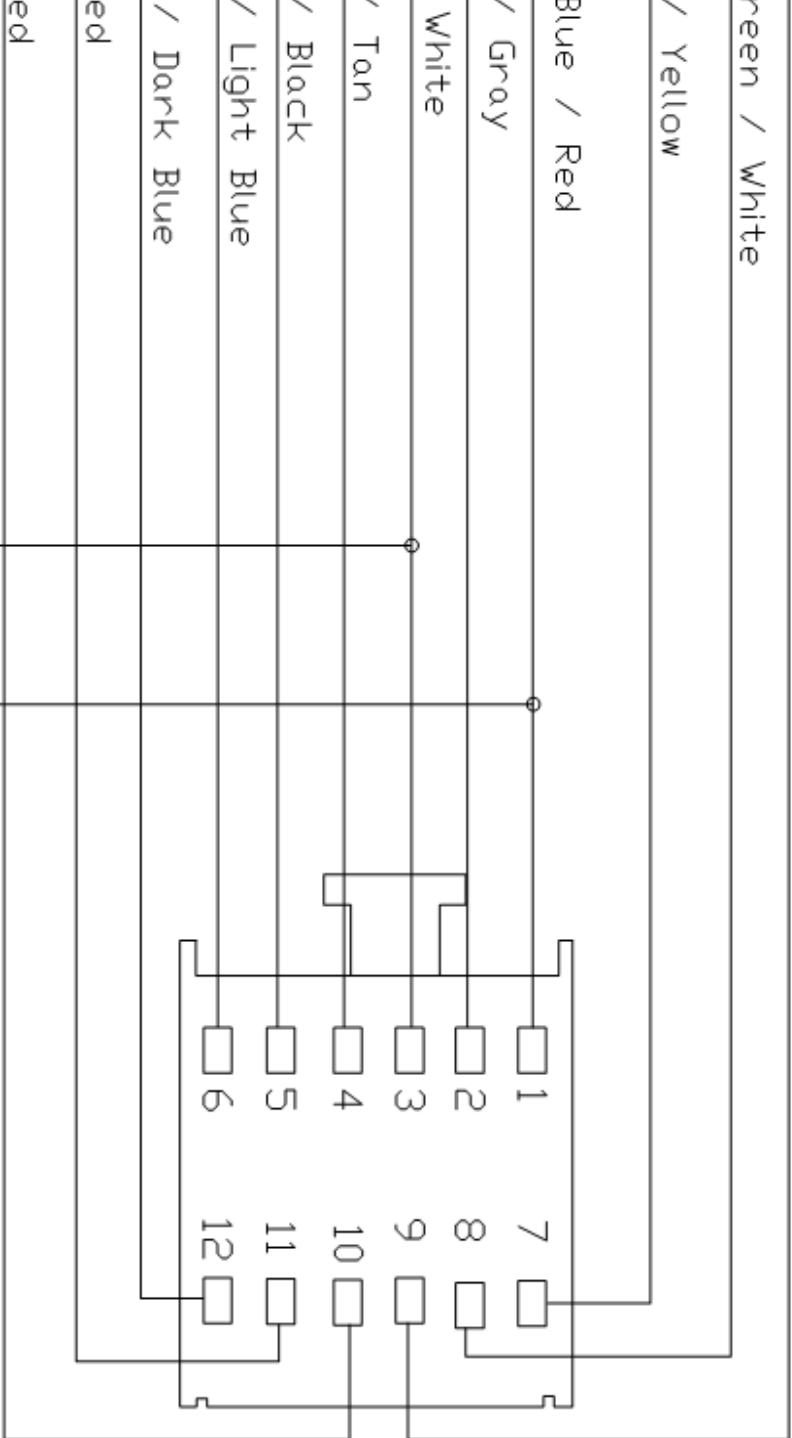 reen / White
/ Yellow
Blue / Red
/ Gray
White
/ Tan
/ Black
/ Light Blue
/ Dark Blue
ed
ed
1
2
3
4
5
6
7
8
9
10
11
12